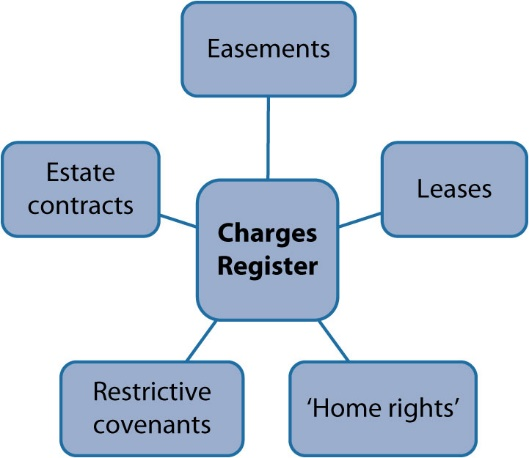 Easements
Estate
contracts
Leases
Charges
Register
Restrictive
covenants
‘Home rights’